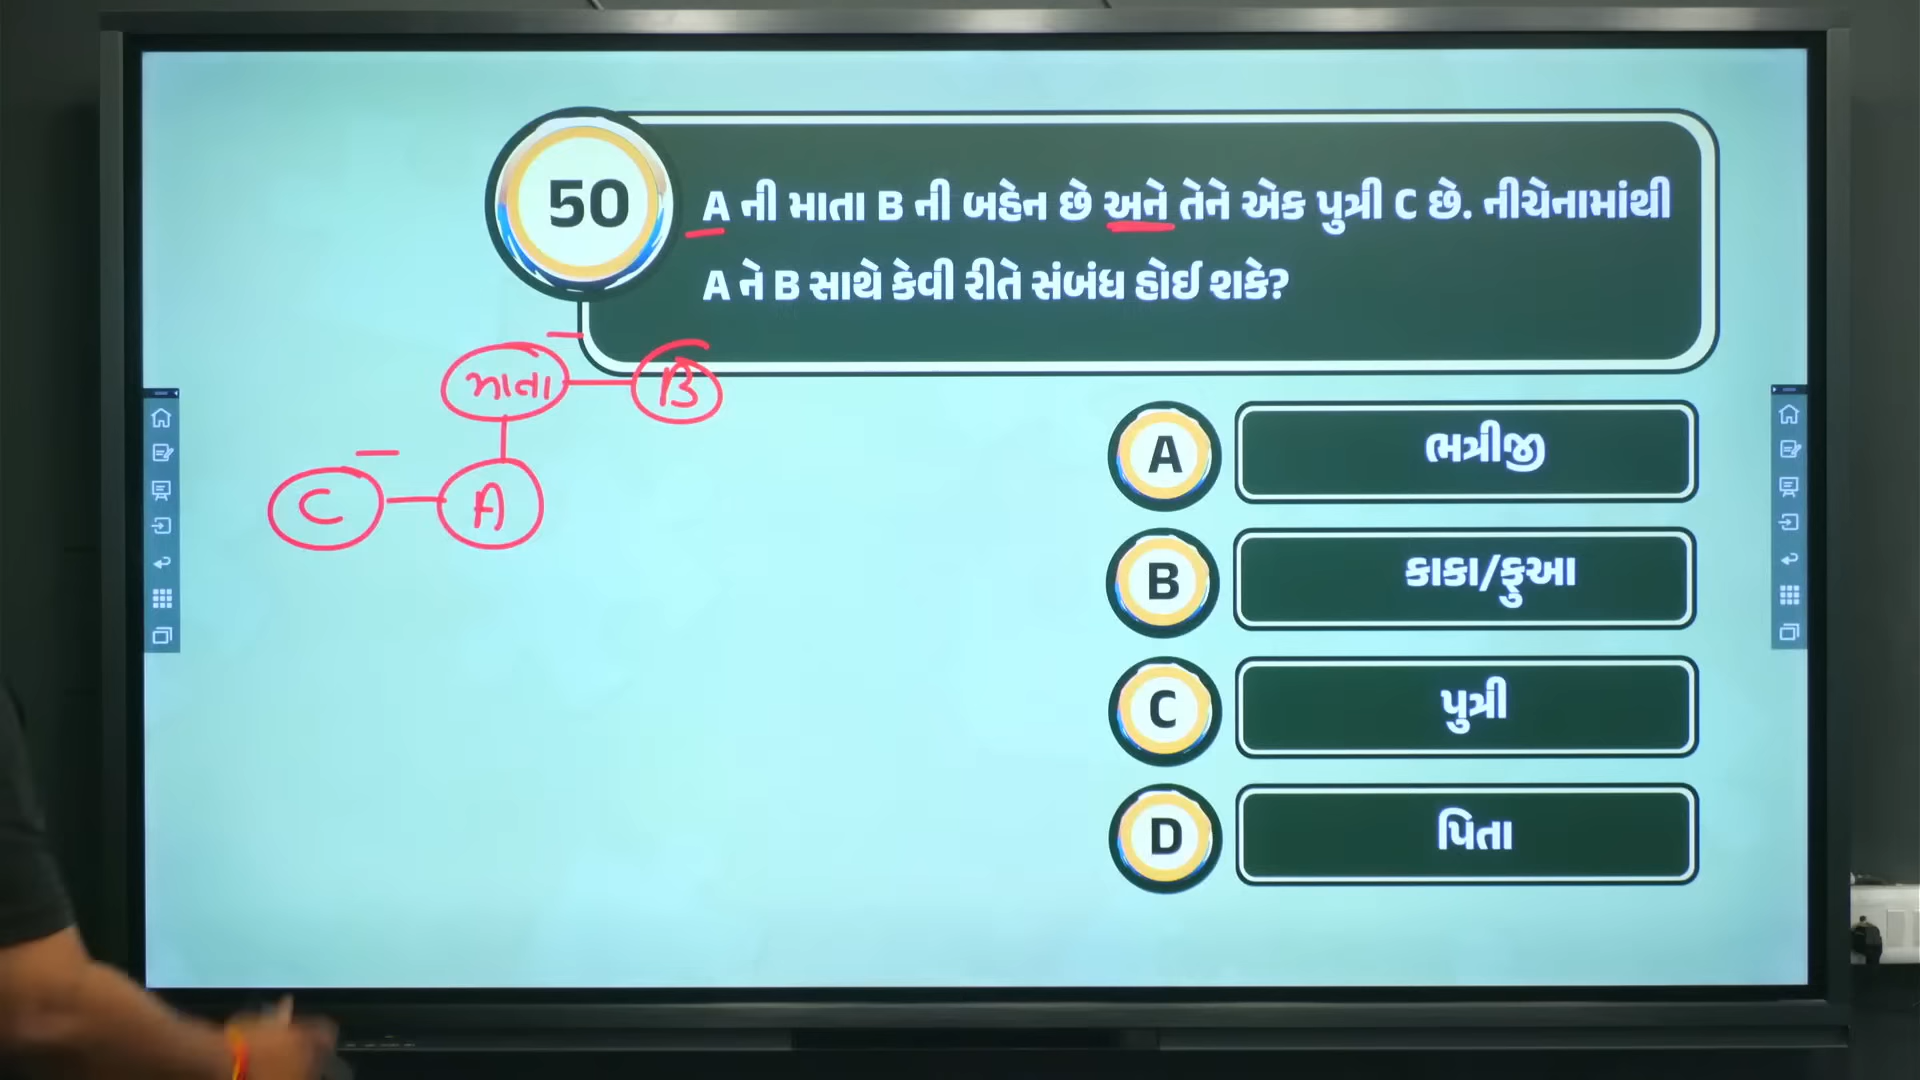 50
A ની માતા B ની બહેન છે અને તેને એક પુત્રી C છે. નીચેનામાંથી
A ને B સાથે કેવી રીતે સંબંધ હોઈ શકે?
માતા B
C A
A ભત્રીજી
B કાકા/ફુઆ
C પુત્રી
D પિતા